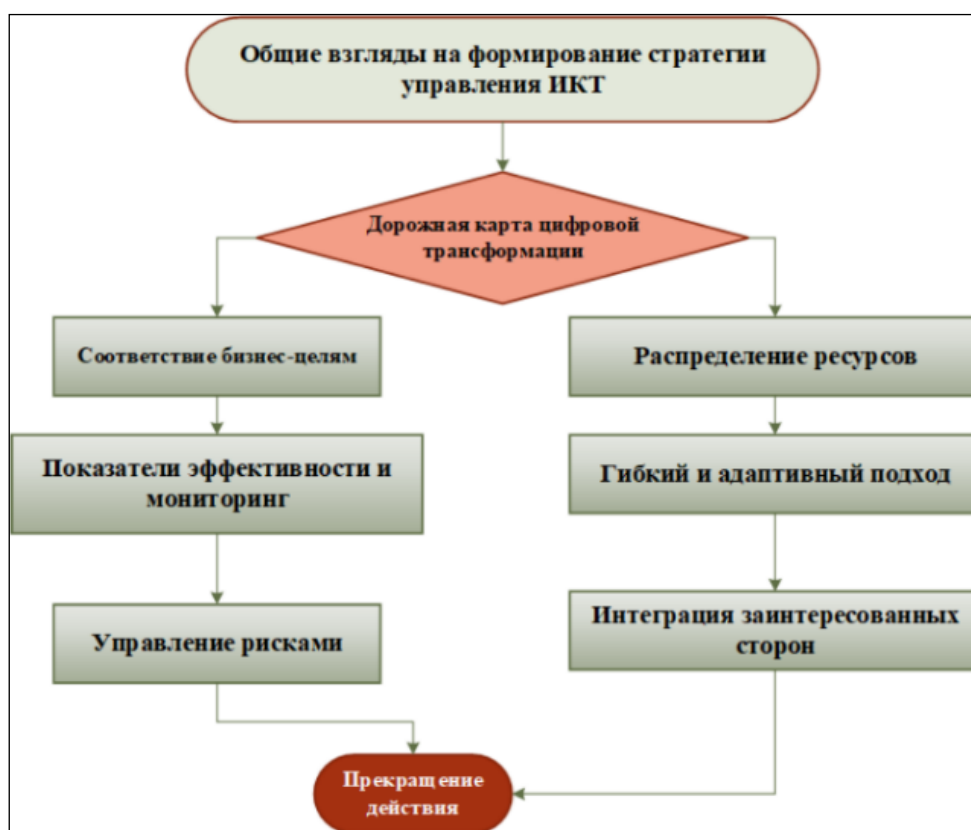 Общие взгляды на формирование стратегии
управления ИКТ
Дорожная карта цифровой
трансформации
Соответствие бизнес-целям
Распределение ресурсов
Показатели эффективности и
мониторинг
Гибкий и адаптивный подход
Управление рисками
Интеграция заинтересованных
сторон
Прекращение
действия